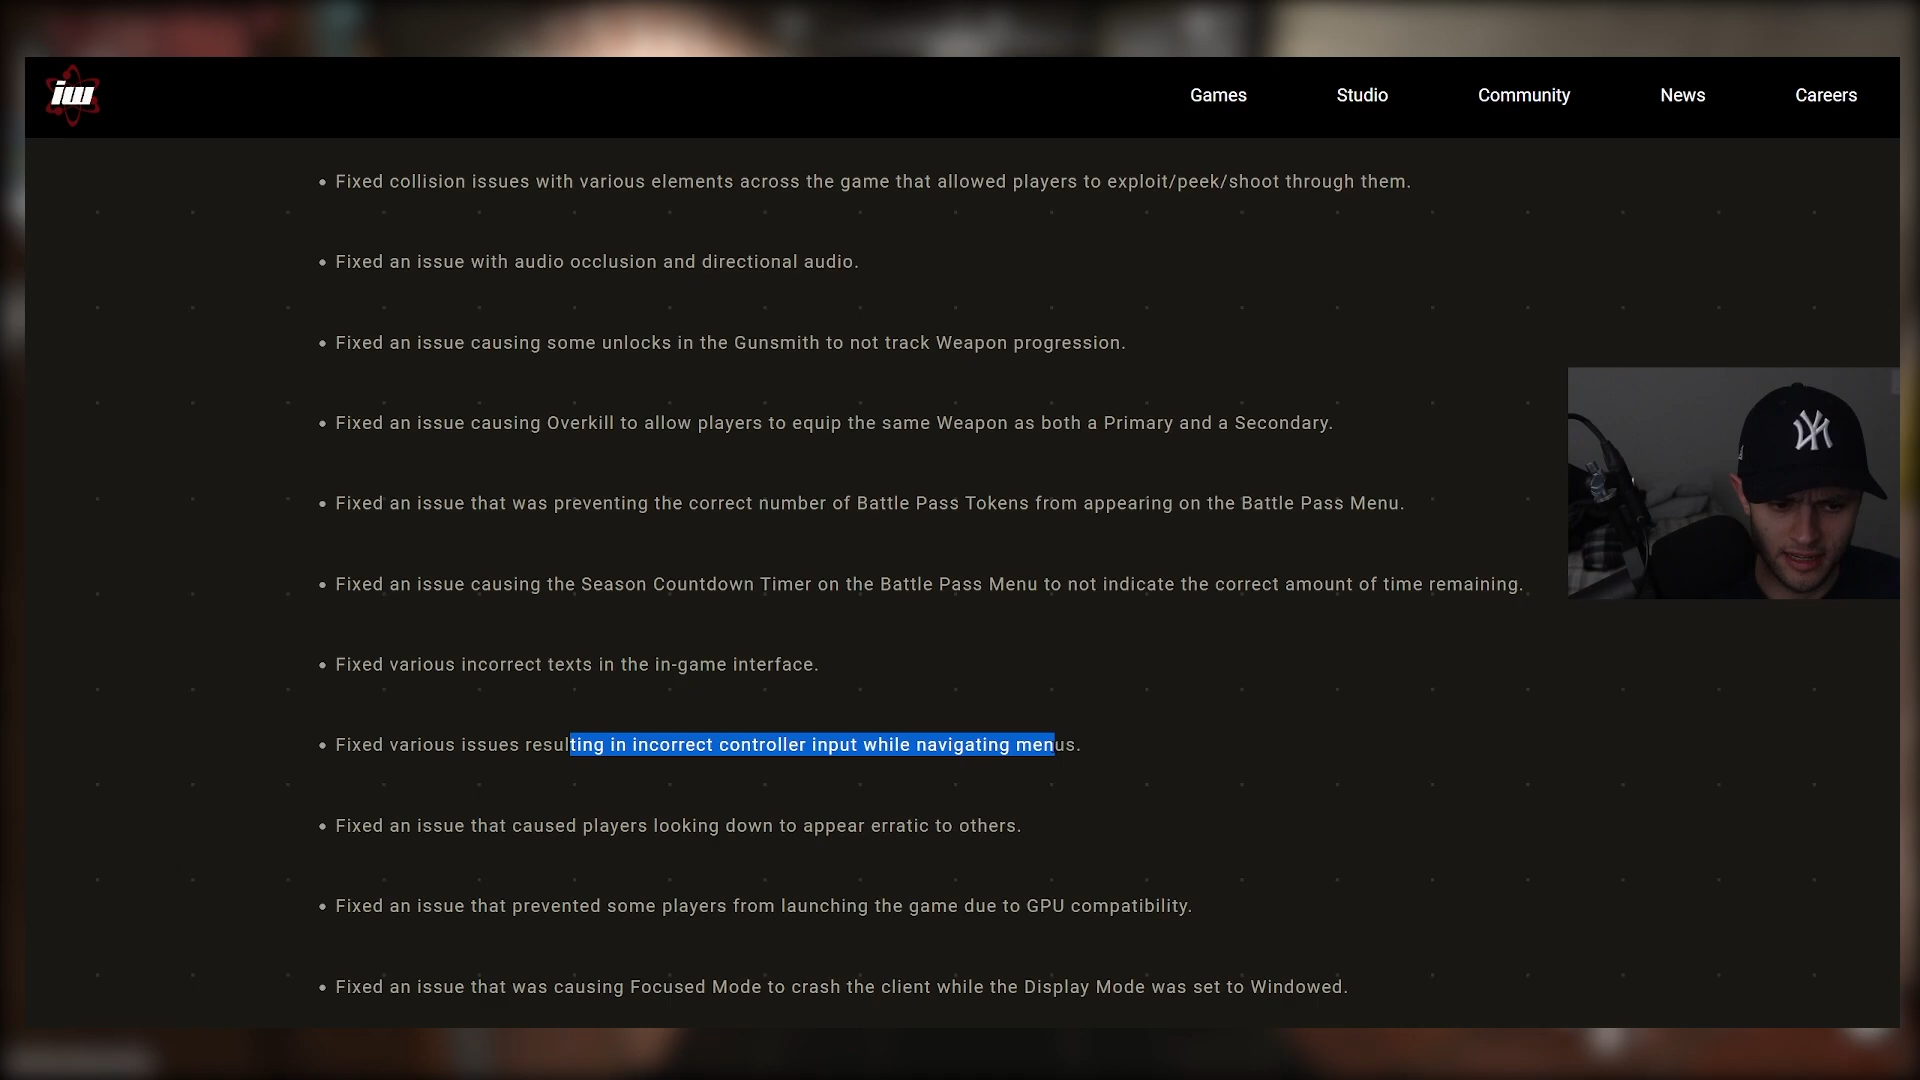 iw
Games Studio Community News Careers
• Fixed collision issues with various elements across the game that allowed players to exploit/peek/shoot through them.
• Fixed an issue with audio occlusion and directional audio.
• Fixed an issue causing some unlocks in the Gunsmith to not track Weapon progression.
• Fixed an issue causing Overkill to allow players to equip the same Weapon as both a Primary and a Secondary.
• Fixed an issue that was preventing the correct number of Battle Pass Tokens from appearing on the Battle Pass Menu.
• Fixed an issue causing the Season Countdown Timer on the Battle Pass Menu to not indicate the correct amount of time remaining.
• Fixed various incorrect texts in the in-game interface.
• Fixed various issues resulting in incorrect controller input while navigating menus.
• Fixed an issue that caused players looking down to appear erratic to others.
• Fixed an issue that prevented some players from launching the game due to GPU compatibility.
• Fixed an issue that was causing Focused Mode to crash the client while the Display Mode was set to Windowed.
NY